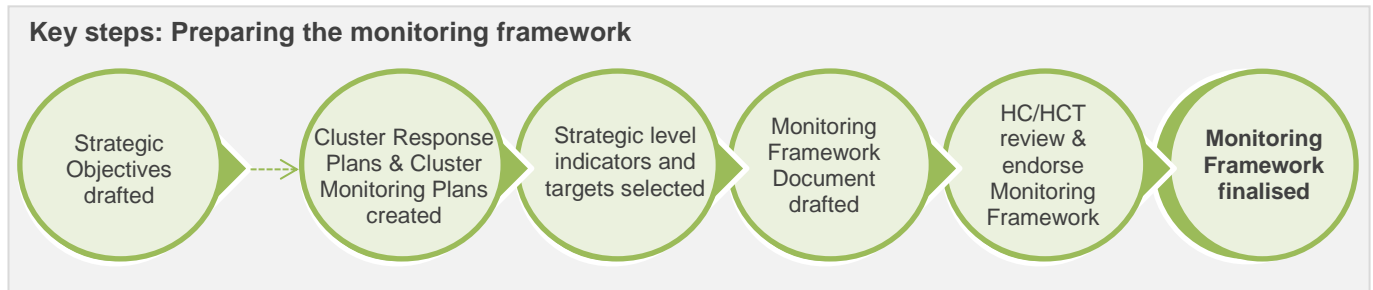 Key steps: Preparing the monitoring framework
Strategic
Objectives
drafted
Cluster Response
Plans & Cluster
Monitoring Plans
created
Strategic level
indicators and
targets selected
Monitoring
Framework
Document
drafted
HC/HCT
review &
endorse
Monitoring
Framework
Monitoring
Framework
finalised